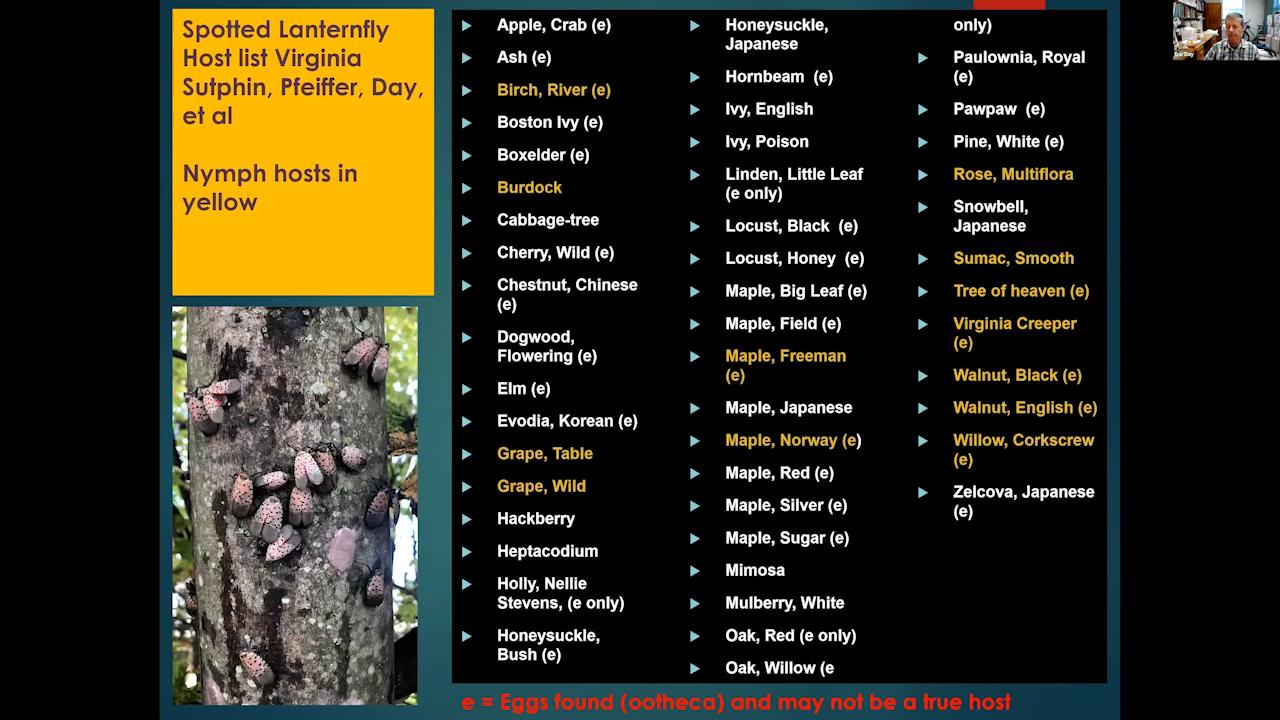 Spotted Lanternfly
Host list Virginia
Sutphin, Pfeiffer, Day,
et al
Nymph hosts in
yellow
Apple, Crab (e)
Ash (e)
Birch, River (e)
Boston Ivy (e)
Boxelder (e)
Burdock
Cabbage-tree
Cherry, Wild (e)
Chestnut, Chinese
(e)
Dogwood,
Flowering (e)
Elm (e)
Evodia, Korean (e)
Grape, Table
Grape, Wild
Hackberry
Heptacodium
Holly, Nellie
Stevens, (e only)
Honeysuckle,
Bush (e)
Honeysuckle,
Japanese
Hornbeam (e)
Ivy, English
Ivy, Poison
Linden, Little Leaf
(e only)
Locust, Black (e)
Locust, Honey (e)
Maple, Big Leaf (e)
Maple, Field (e)
Maple, Freeman
(e)
Maple, Japanese
Maple, Norway (e)
Maple, Red (e)
Maple, Silver (e)
Maple, Sugar (e)
Mimosa
Mulberry, White
Oak, Red (e only)
Oak, Willow (e
only)
Paulownia, Royal
(e)
Pawpaw (e)
Pine, White (e)
Rose, Multiflora
Snowbell,
Japanese
Sumac, Smooth
Tree of heaven (e)
Virginia Creeper
(e)
Walnut, Black (e)
Walnut, English (e)
Willow, Corkscrew
(e)
Zelcova, Japanese
(e)
e = Eggs found (ootheca) and may not be a true host
Eric Day